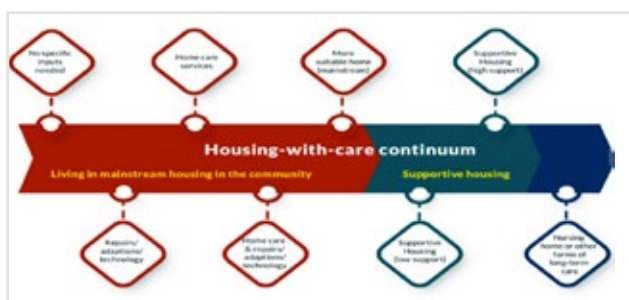 No specific
inputs
needed
Home care
services
More
suitable home
(mainstream)
Supportive
Housing
(high support)
Housing-with-care continuum
Living in mainstream housing in the community
Supportive housing
Repairs/
adaptions/
technology
Home care
& repairs/
adaptions/
technology
Supportive
Housing
(low support)
Nursing
home or other
forms of
long-term
care